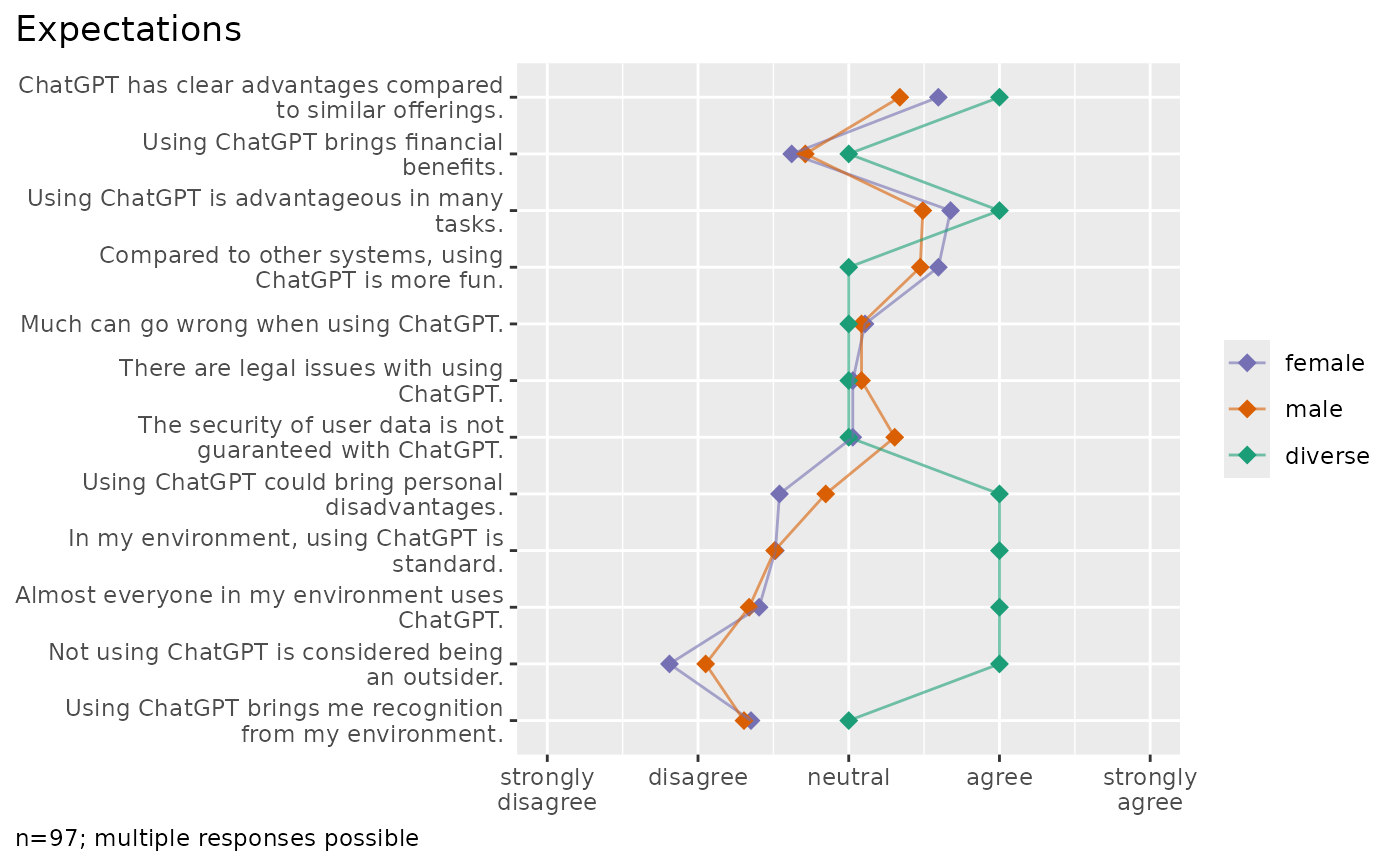 Expectations
ChatGPT has clear advantages compared
to similar offerings.
Using ChatGPT brings financial
benefits.
Using ChatGPT is advantageous in many
tasks.
Compared to other systems, using
ChatGPT is more fun.
Much can go wrong when using ChatGPT.
There are legal issues with using
ChatGPT.
The security of user data is not
guaranteed with ChatGPT.
Using ChatGPT could bring personal
disadvantages.
In my environment, using ChatGPT is
standard.
Almost everyone in my environment uses
ChatGPT.
Not using ChatGPT is considered being
an outsider.
Using ChatGPT brings me recognition
from my environment.
strongly
disagree
disagree
neutral
agree
strongly
agree
female
male
diverse
n=97; multiple responses possible